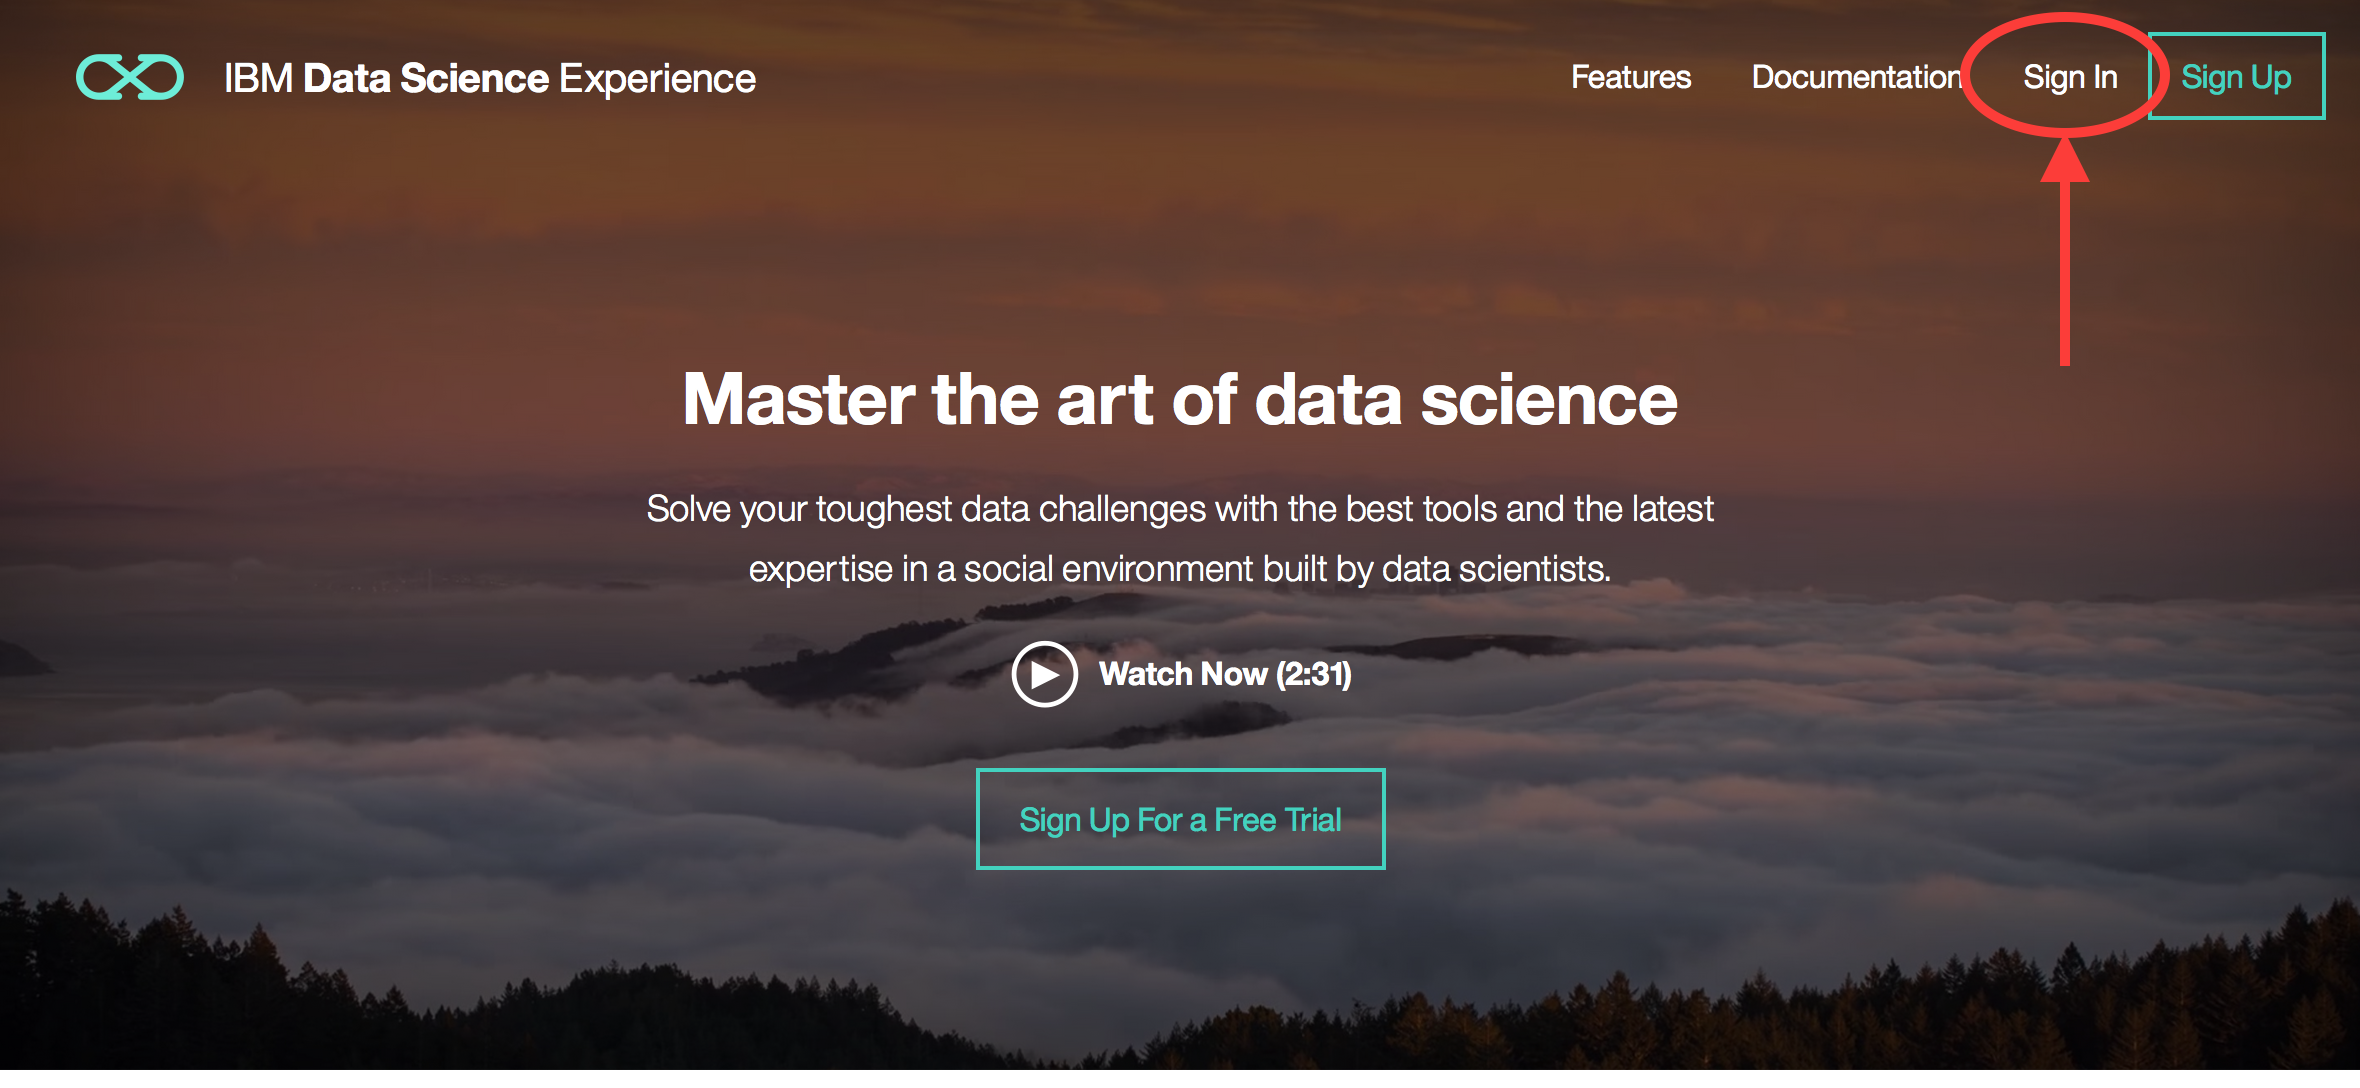 IBM Data Science Experience
Features
Documentation
Sign In
Sign Up
Master the art of data science
Solve your toughest data challenges with the best tools and the latest
expertise in a social environment built by data scientists.
Watch Now (2:31)
Sign Up For a Free Trial